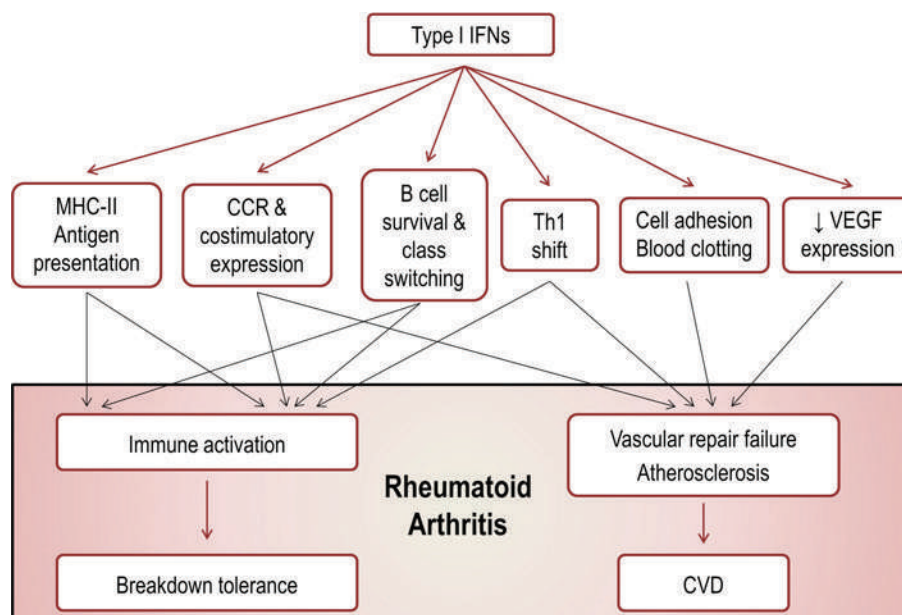 Type I IFNs
MHC-II
Antigen
presentation
CCR &
costimulatory
expression
B cell
survival &
class
switching
Th1
shift
Cell adhesion
Blood clotting
↓ VEGF
expression
Immune activation
Vascular repair failure
Atherosclerosis
Rheumatoid
Arthritis
Breakdown tolerance
CVD